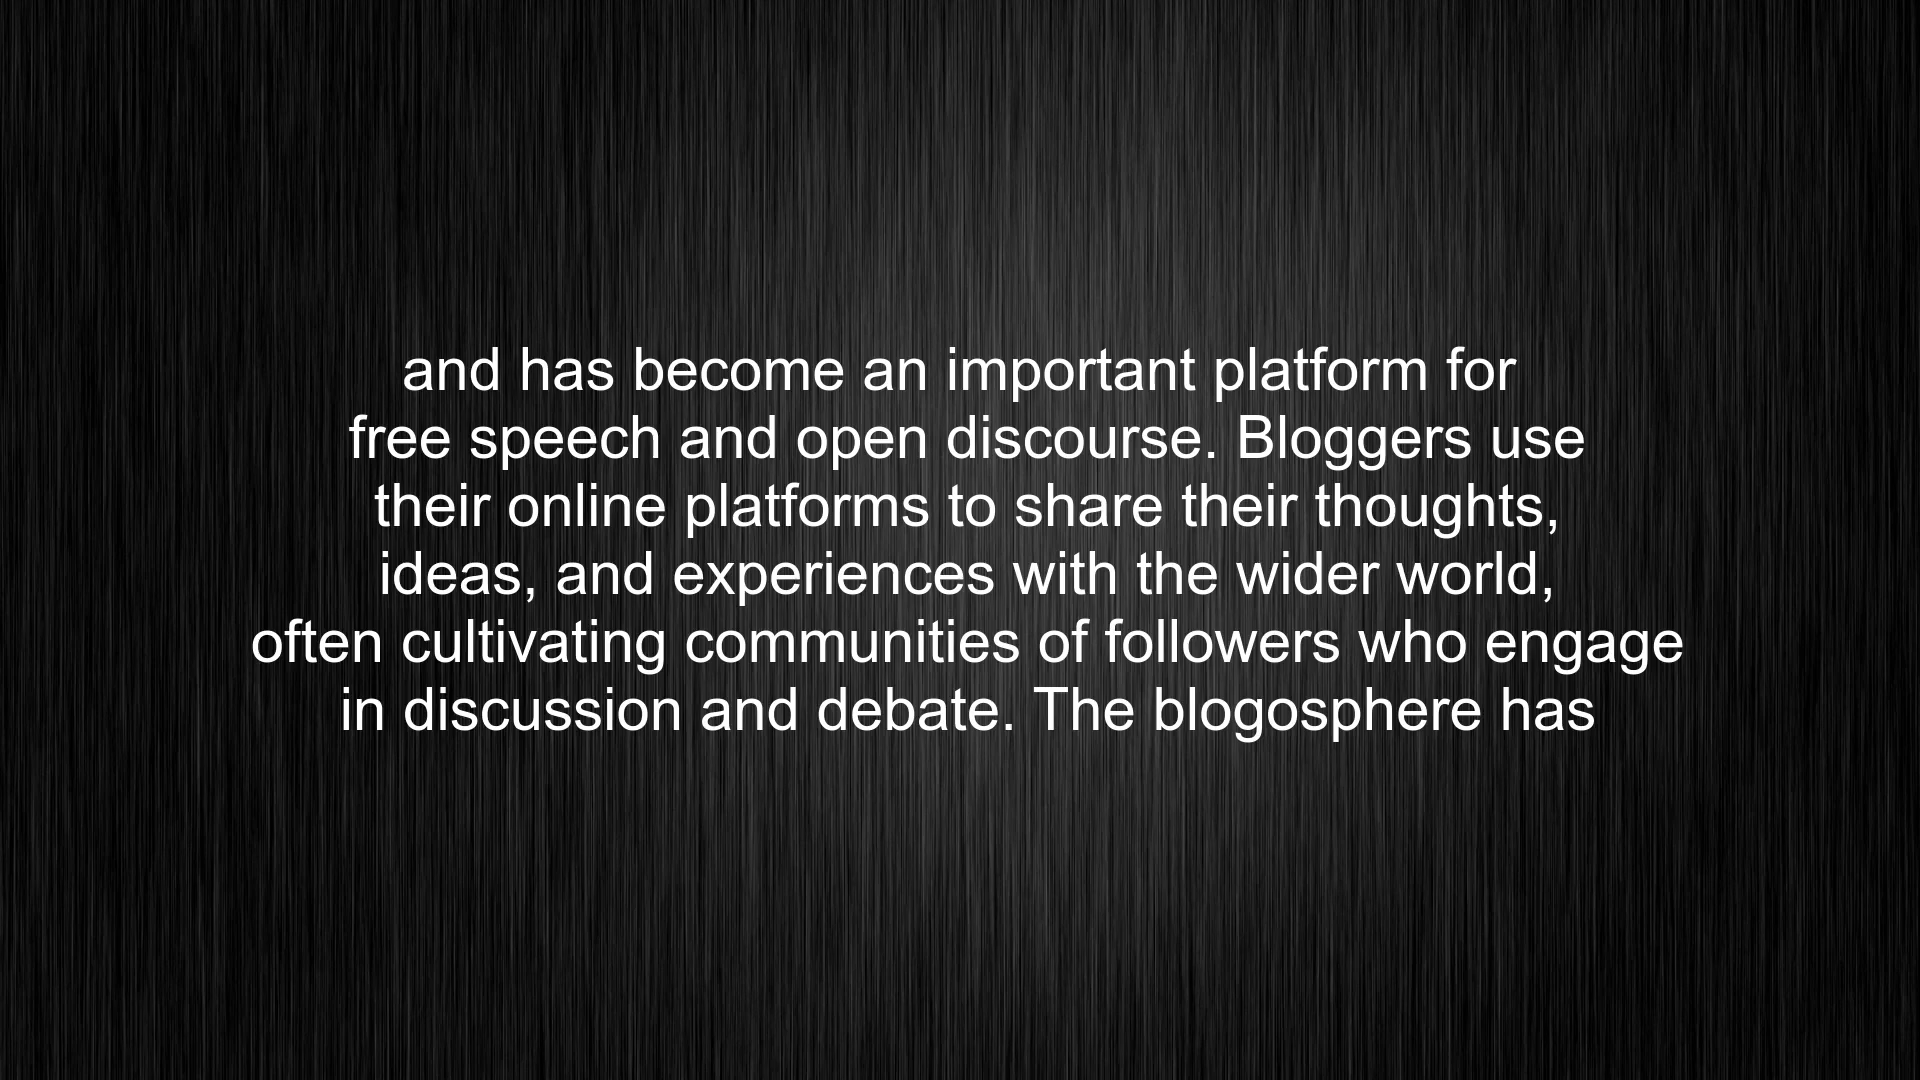 and has become an important platform for
free speech and open discourse. Bloggers use
their online platforms to share their thoughts,
ideas, and experiences with the wider world,
often cultivating communities of followers who engage
in discussion and debate. The blogosphere has